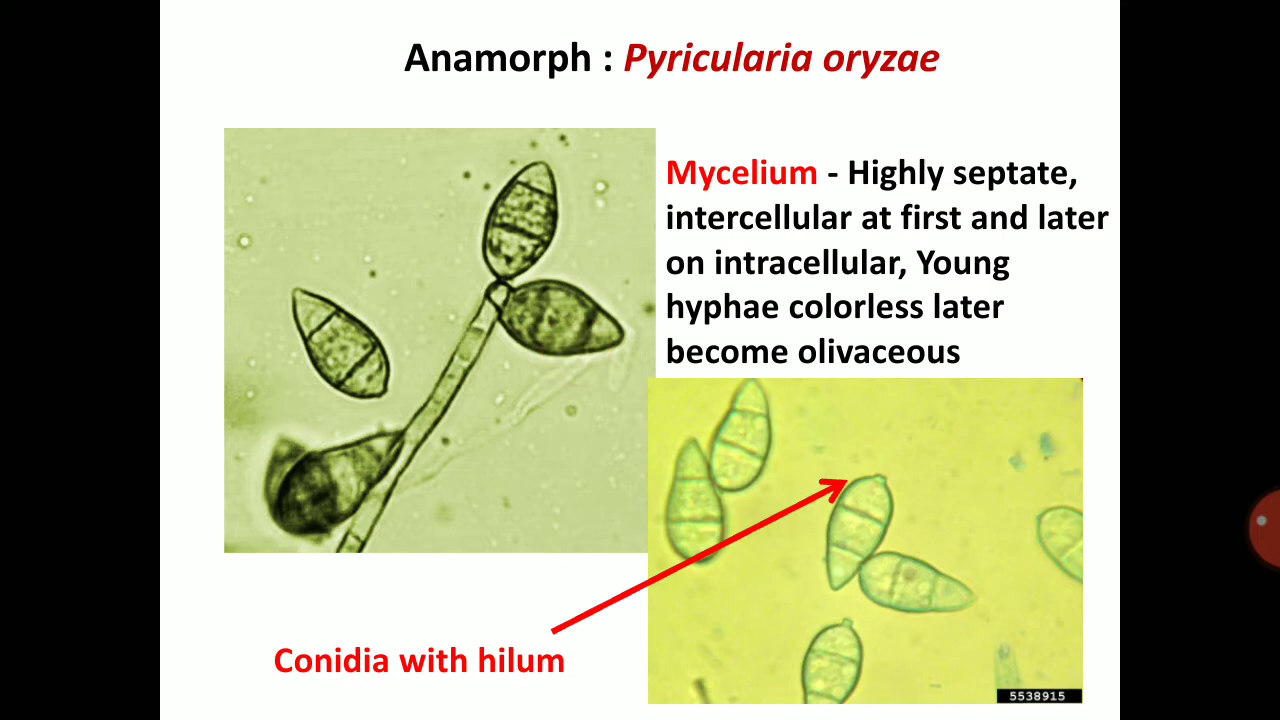 Anamorph : Pyricularia oryzae
Mycelium - Highly septate,
intercellular at first and later
on intracellular, Young
hyphae colorless later
become olivaceous
Conidia with hilum
5538915